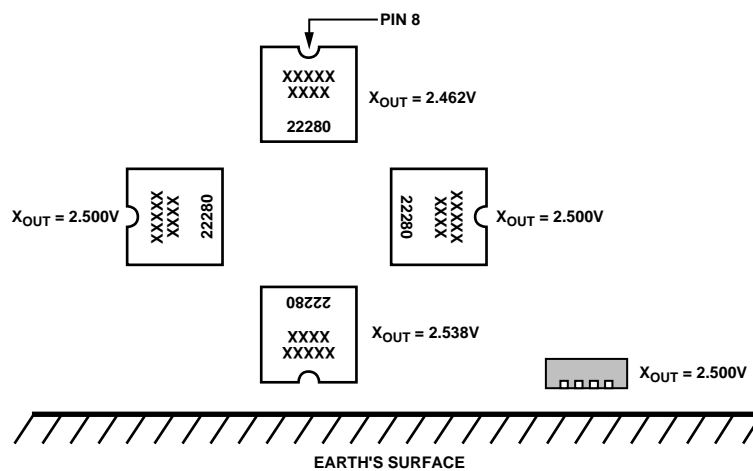 PIN 8
XXXXX
XXXX
22280
X_OUT = 2.462V
X_OUT = 2.500V
XXXXX
XXXX
22280
22280
XXXX
XXXXX
X_OUT = 2.500V
22280
XXXX
XXXXX
X_OUT = 2.538V
X_OUT = 2.500V
EARTH'S SURFACE